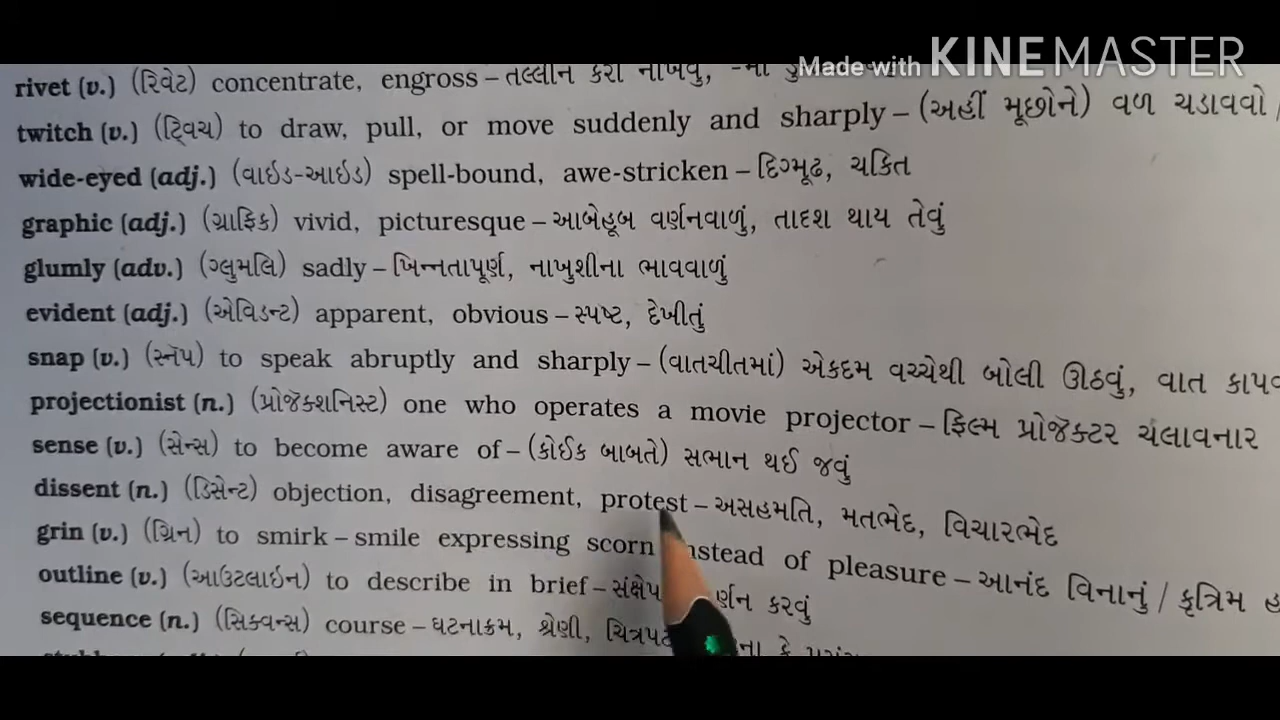 Made with KINEMASTER
rivet (v.) (રિવેટ) concentrate, engross – તલ્લીન કરી નાખવું,
twitch (v.) (ટ્વિચ) to draw, pull, or move suddenly and sharply – (અહીં મૂછોને) વળ ચડાવવો /
wide-eyed (adj.) (વાઇડ-આઇડ) spell-bound, awe-stricken – દિગ્મૂઢ, ચકિત
graphic (adj.) (ગ્રાફિક) vivid, picturesque – આબેહૂબ વર્ણનવાળું, તાદશ થાય તેવું
glumly (adv.) (ગ્લુમલિ) sadly – ખિન્નતાપૂર્ણ, નાખુશીના ભાવવાળું
evident (adj.) (એવિડન્ટ) apparent, obvious – સ્પષ્ટ, દેખીતું
snap (v.) (સ્નૅપ) to speak abruptly and sharply – (વાતચીતમાં) એકદમ વચ્ચેથી બોલી ઊઠવું, વાત
projectionist (n.) (પ્રોજૅક્શનિસ્ટ) one who operates a movie projector – ફિલ્મ પ્રોજૅક્ટર ચલાવનાર
sense (v.) (સેન્સ) to become aware of – (કોઈક બાબતે) સભાન થઈ જવું
dissent (n.) (ડિસેન્ટ) objection, disagreement, protest – અસહમતિ, મતભેદ, વિચારભેદ
grin (v.) (ગ્રિન) to smirk – smile expressing scorn instead of pleasure – આનંદ વિનાનું / કૃત્રિમ
outline (v.) (આઉટલાઇન) to describe in brief – કરવું
sequence (n.) (સિક્વન્સ) course – ઘટનાક્રમ, શ્રેણી,